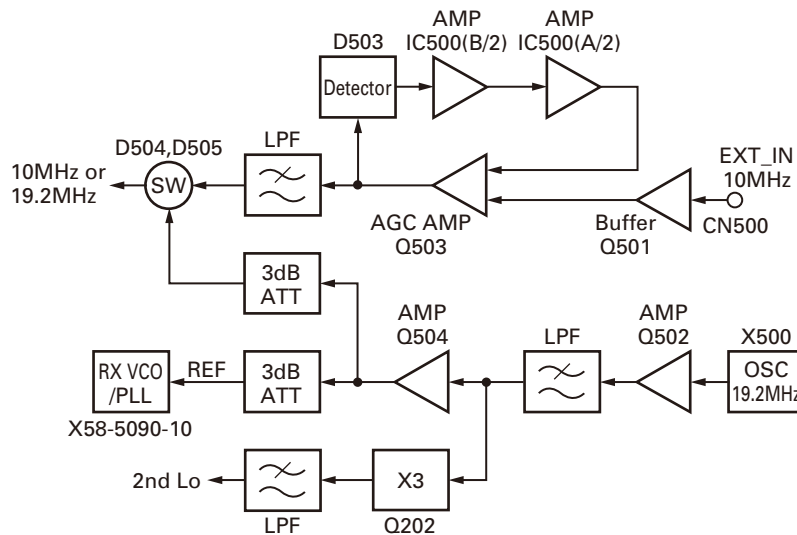 AMP
IC500(B/2)
AMP
IC500(A/2)
D503
Detector
LPF
D504,D505
10MHz or
19.2MHz
SW
EXT_IN
10MHz
CN500
AGC AMP
Q503
Buffer
Q501
3dB
ATT
AMP
Q504
LPF
AMP
Q502
X500
OSC
19.2MHz
RX VCO
/PLL
REF
3dB
ATT
X58-5090-10
2nd Lo
LPF
X3
Q202